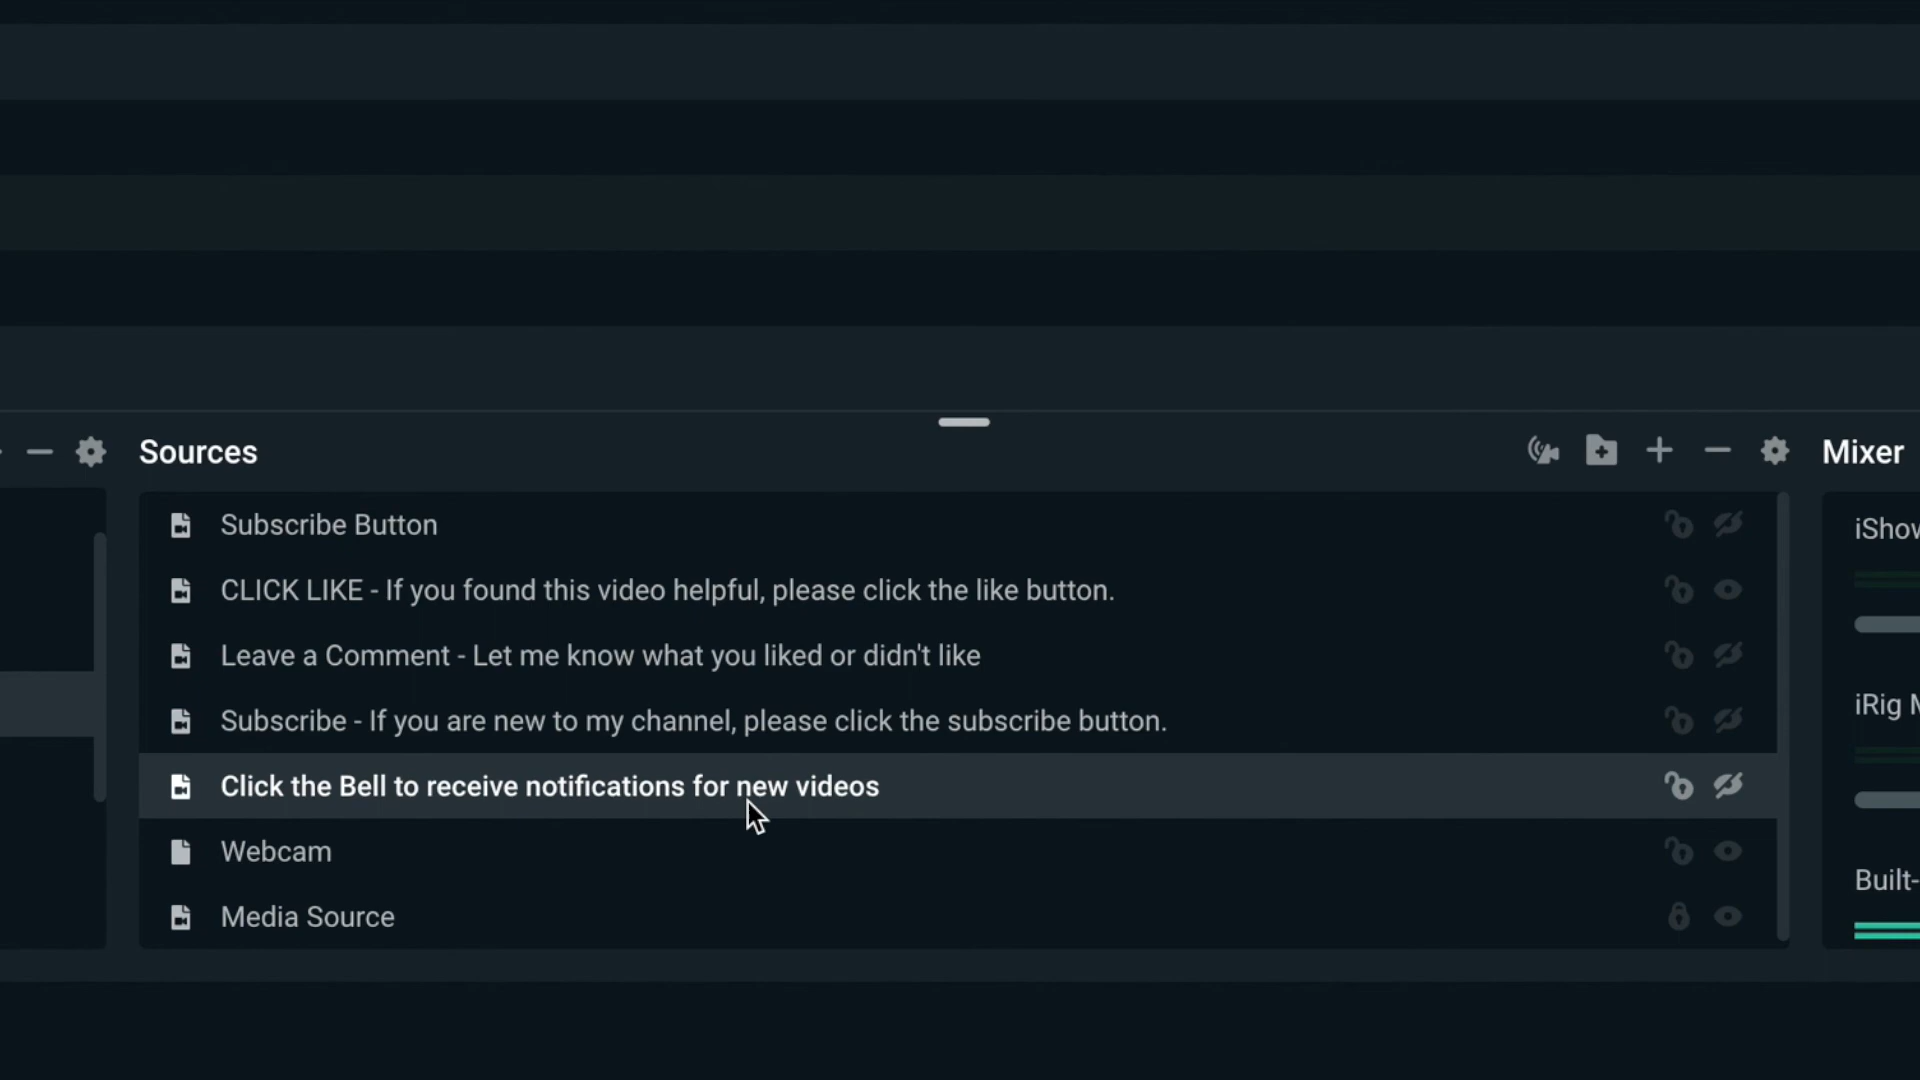 Sources
Mixer
Subscribe Button
CLICK LIKE - If you found this video helpful, please click the like button.
Leave a Comment - Let me know what you liked or didn't like
Subscribe - If you are new to my channel, please click the subscribe button.
Click the Bell to receive notifications for new videos
Webcam
Media Source
iShow
iRig M
Built-